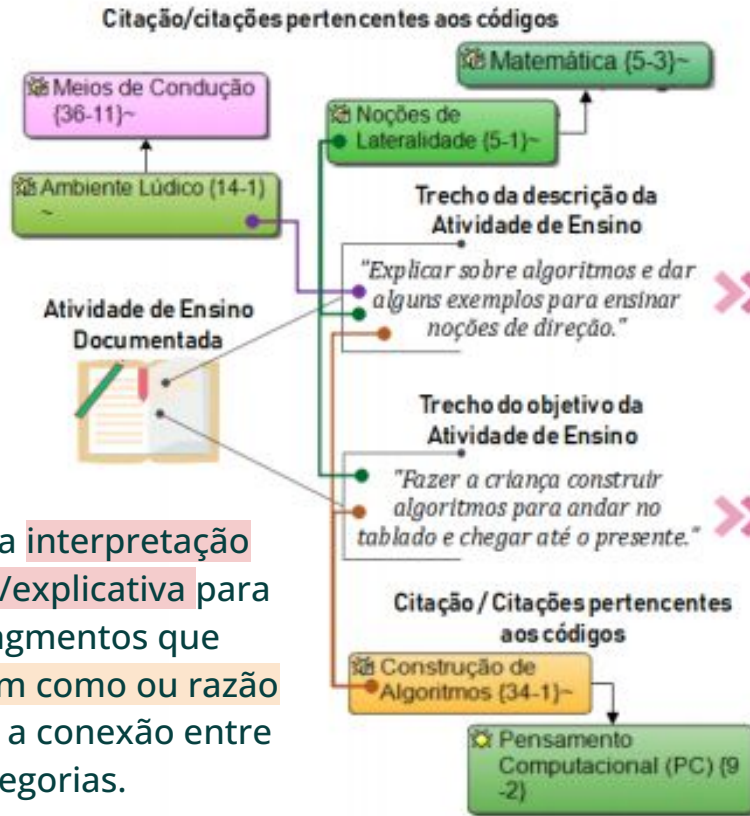 Citação/citações pertencentes aos códigos
Matemática {5-3}~
Meios de Condução
{36-11}~
Noções de
Lateralidade {5-1}~
Ambiente Lúdico {14-1}
~
Trecho da descrição da
Atividade de Ensino
"Explicar sobre algoritmos e dar
alguns exemplos para ensinar
noções de direção."
Atividade de Ensino
Documentada
Trecho do objetivo da
Atividade de Ensino
"Fazer a criança construir
algoritmos para andar no
tablado e chegar até o presente."
a interpretação
/explicativa para
gmentos que
m como ou razão
a conexão entre
egorias.
Citação / Citações pertencentes
aos códigos
Construção de
Algoritmos {34-1}~
Pensamento
Computacional (PC) {9
-2}